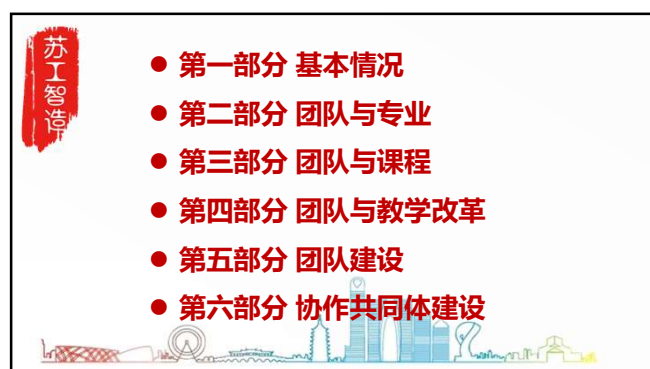 苏工智造
● 第一部分 基本情况
● 第二部分 团队与专业
● 第三部分 团队与课程
● 第四部分 团队与教学改革
● 第五部分 团队建设
● 第六部分 协作共同体建设